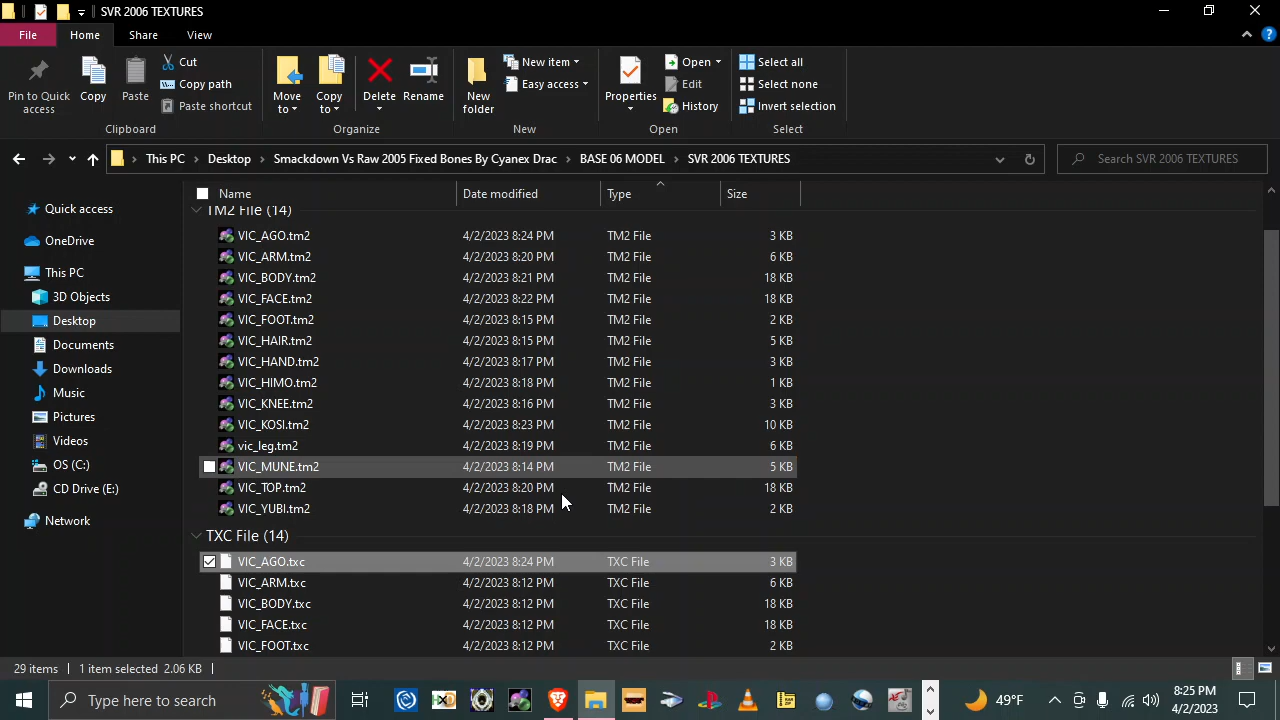 SVR 2006 TEXTURES
File Home Share View
Pin to Quick access
Copy
Paste
Cut
Copy path
Paste shortcut
Clipboard
Move to
Copy to
Delete
Rename
Organize
New folder
New item
Easy access
New
Properties
Open
Edit
History
Open
Select all
Select none
Invert selection
Select
This PC Desktop Smackdown Vs Raw 2005 Fixed Bones By Cyanex Drac BASE 06 MODEL SVR 2006 TEXTURES
Search SVR 2006 TEXTURES
Quick access
OneDrive
This PC
3D Objects
Desktop
Documents
Downloads
Music
Pictures
Videos
OS (C:)
CD Drive (E:)
Network
Name Date modified Type Size
TM2 File (14)
VIC_AGO.tm2 4/2/2023 8:24 PM TM2 File 3 KB
VIC_ARM.tm2 4/2/2023 8:20 PM TM2 File 6 KB
VIC_BODY.tm2 4/2/2023 8:21 PM TM2 File 18 KB
VIC_FACE.tm2 4/2/2023 8:22 PM TM2 File 18 KB
VIC_FOOT.tm2 4/2/2023 8:15 PM TM2 File 2 KB
VIC_HAIR.tm2 4/2/2023 8:15 PM TM2 File 5 KB
VIC_HAND.tm2 4/2/2023 8:17 PM TM2 File 3 KB
VIC_HIMO.tm2 4/2/2023 8:18 PM TM2 File 1 KB
VIC_KNEE.tm2 4/2/2023 8:16 PM TM2 File 3 KB
VIC_KOSI.tm2 4/2/2023 8:23 PM TM2 File 10 KB
vic_leg.tm2 4/2/2023 8:19 PM TM2 File 6 KB
VIC_MUNE.tm2 4/2/2023 8:14 PM TM2 File 5 KB
VIC_TOP.tm2 4/2/2023 8:20 PM TM2 File 18 KB
VIC_YUBI.tm2 4/2/2023 8:18 PM TM2 File 2 KB
TXC File (14)
VIC_AGO.txc 4/2/2023 8:24 PM TXC File 3 KB
VIC_ARM.txc 4/2/2023 8:12 PM TXC File 6 KB
VIC_BODY.txc 4/2/2023 8:12 PM TXC File 18 KB
VIC_FACE.txc 4/2/2023 8:12 PM TXC File 18 KB
VIC_FOOT.txc 4/2/2023 8:12 PM TXC File 2 KB
29 items 1 item selected 2.06 KB
Type here to search
49°F
8:25 PM
4/2/2023